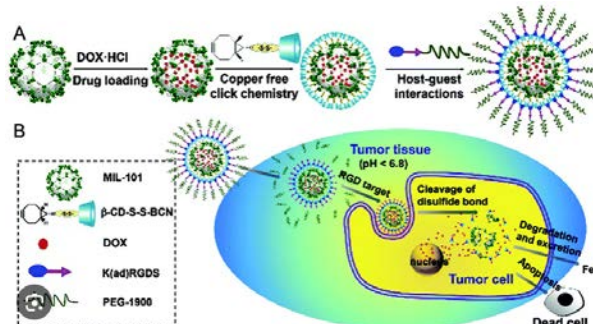 A
DOX·HCl
Drug loading
Copper free
click chemistry
Host-guest
interactions
B
MIL-101
β-CD-S-S-BCN
DOX
K(ad)RGDS
PEG-1900
Tumor tissue
(pH < 6.8)
RGD target
Cleavage of
disulfide bond
Degradation
and excretion
Fe
nucleus
Tumor cell
Apoptosis
Dead cell